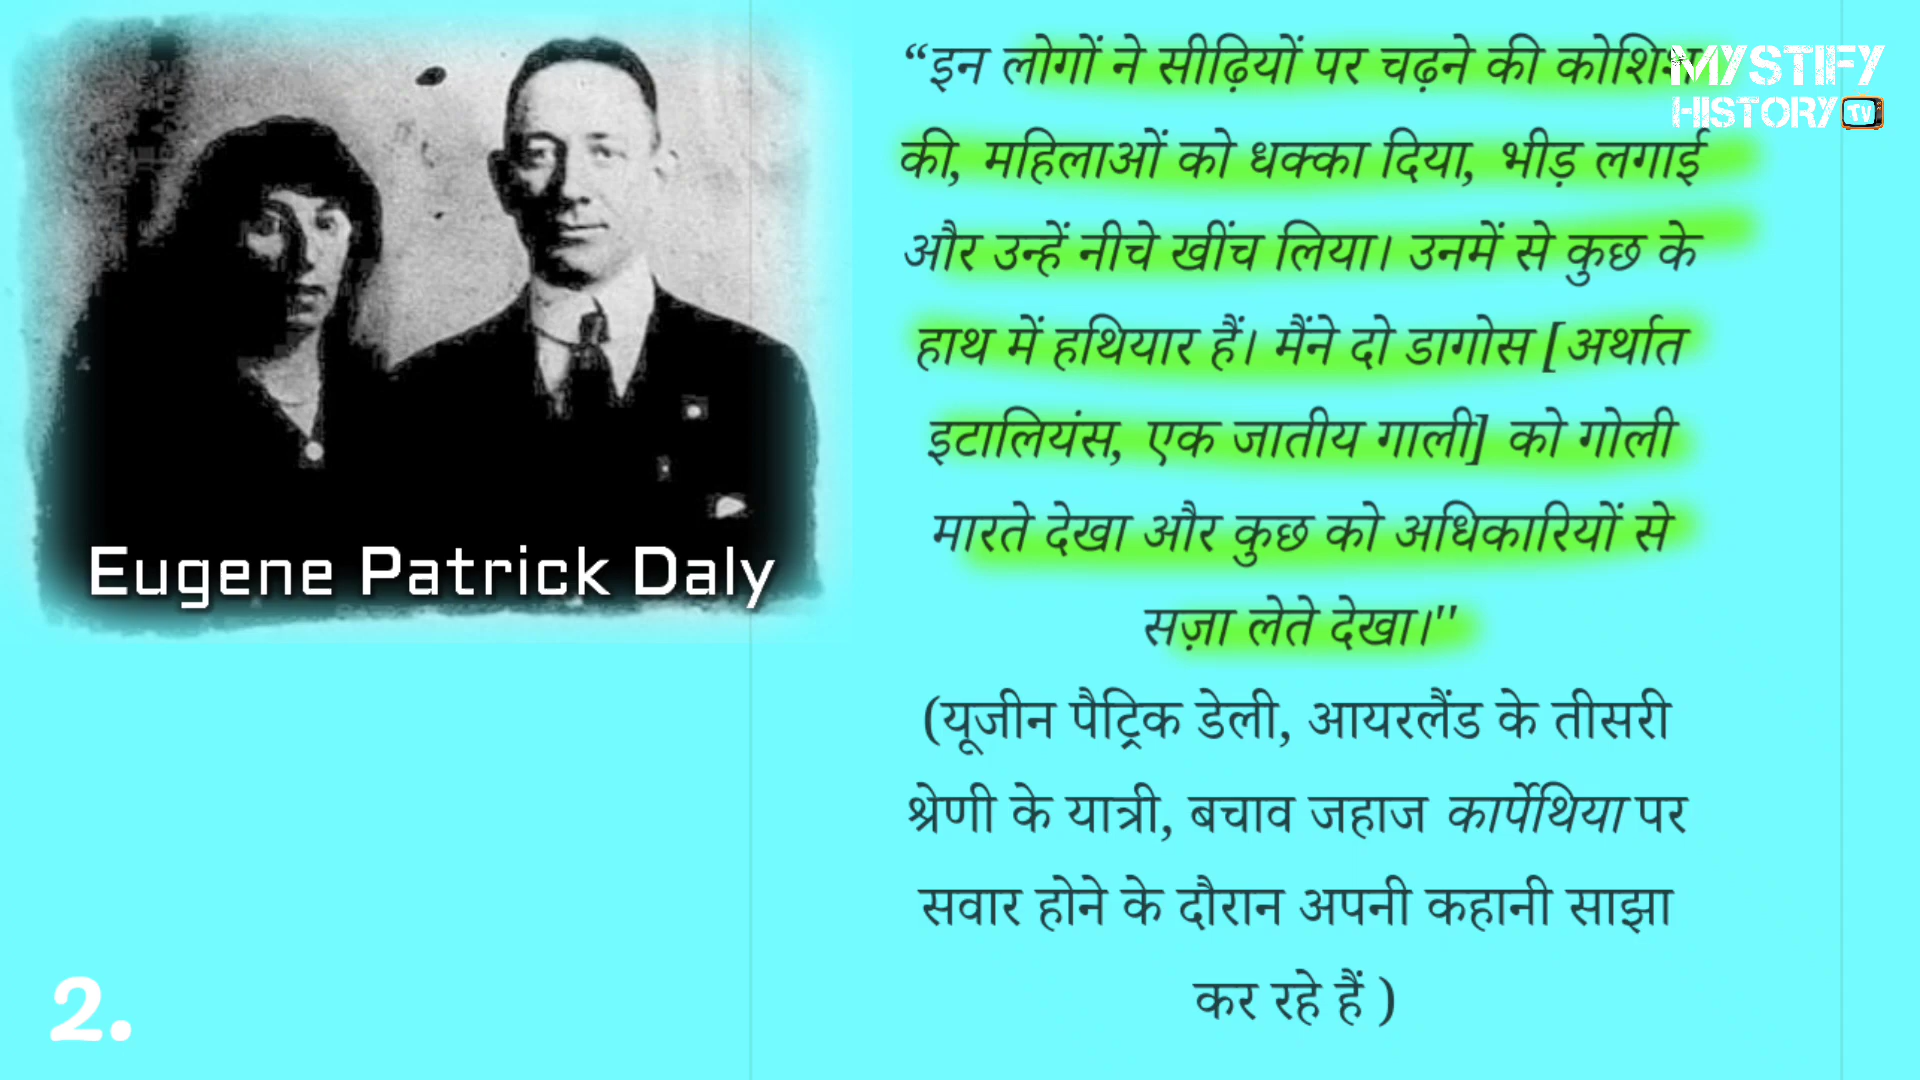 “इन लोगों ने सीढ़ियों पर चढ़ने की कोशिश
की, महिलाओं को धक्का दिया, भीड़ लगाई
और उन्हें नीचे खींच लिया। उनमें से कुछ के
हाथ में हथियार हैं। मैंने दो डागोस [अर्थात
इटालियंस, एक जातीय गाली] को गोली
मारते देखा और कुछ को अधिकारियों से
सज़ा लेते देखा।"
(यूजीन पैट्रिक डेली, आयरलैंड के तीसरी
श्रेणी के यात्री, बचाव जहाज कार्पेथिया पर
सवार होने के दौरान अपनी कहानी साझा
कर रहे हैं )
MYSTIFY
HISTORY TV
Eugene Patrick Daly
2.